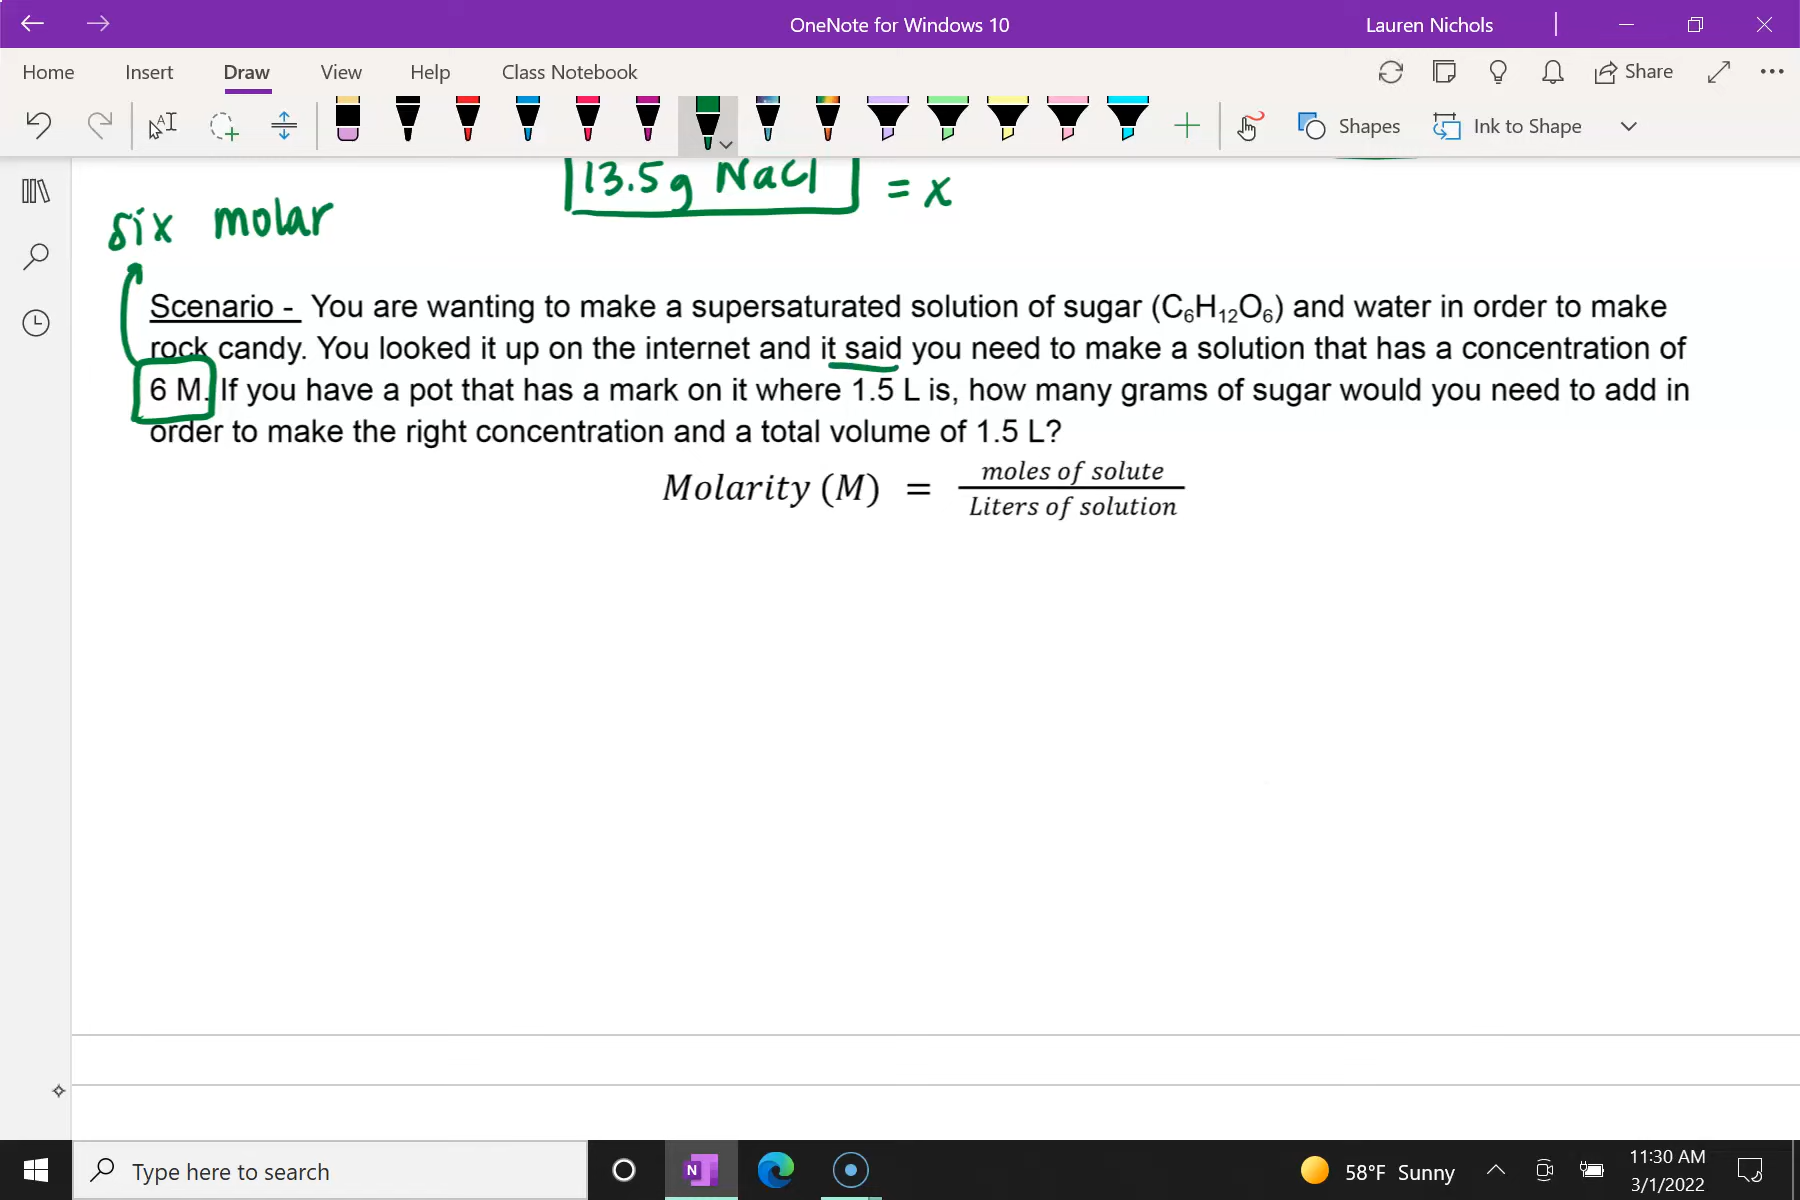 OneNote for Windows 10
Lauren Nichols
Home Insert Draw View Help Class Notebook
Share
Shapes
Ink to Shape
13.5g NaCl = x
six molar
Scenario - You are wanting to make a supersaturated solution of sugar (C₆H₁₂O₆) and water in order to make
rock candy. You looked it up on the internet and it said you need to make a solution that has a concentration of
6 M. If you have a pot that has a mark on it where 1.5 L is, how many grams of sugar would you need to add in
order to make the right concentration and a total volume of 1.5 L?
Molarity (M) = moles of solute
Liters of solution
Type here to search
N
58°F Sunny
11:30 AM
3/1/2022